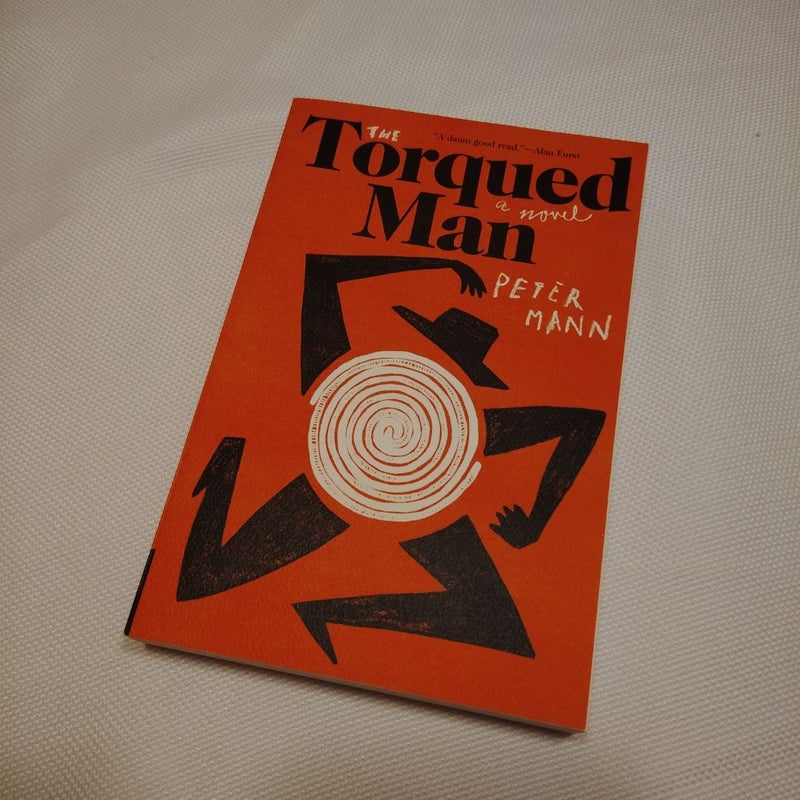 THE
"A damn good read."—Alan Furst
Torqued
a novel
Man
PETER
MANN